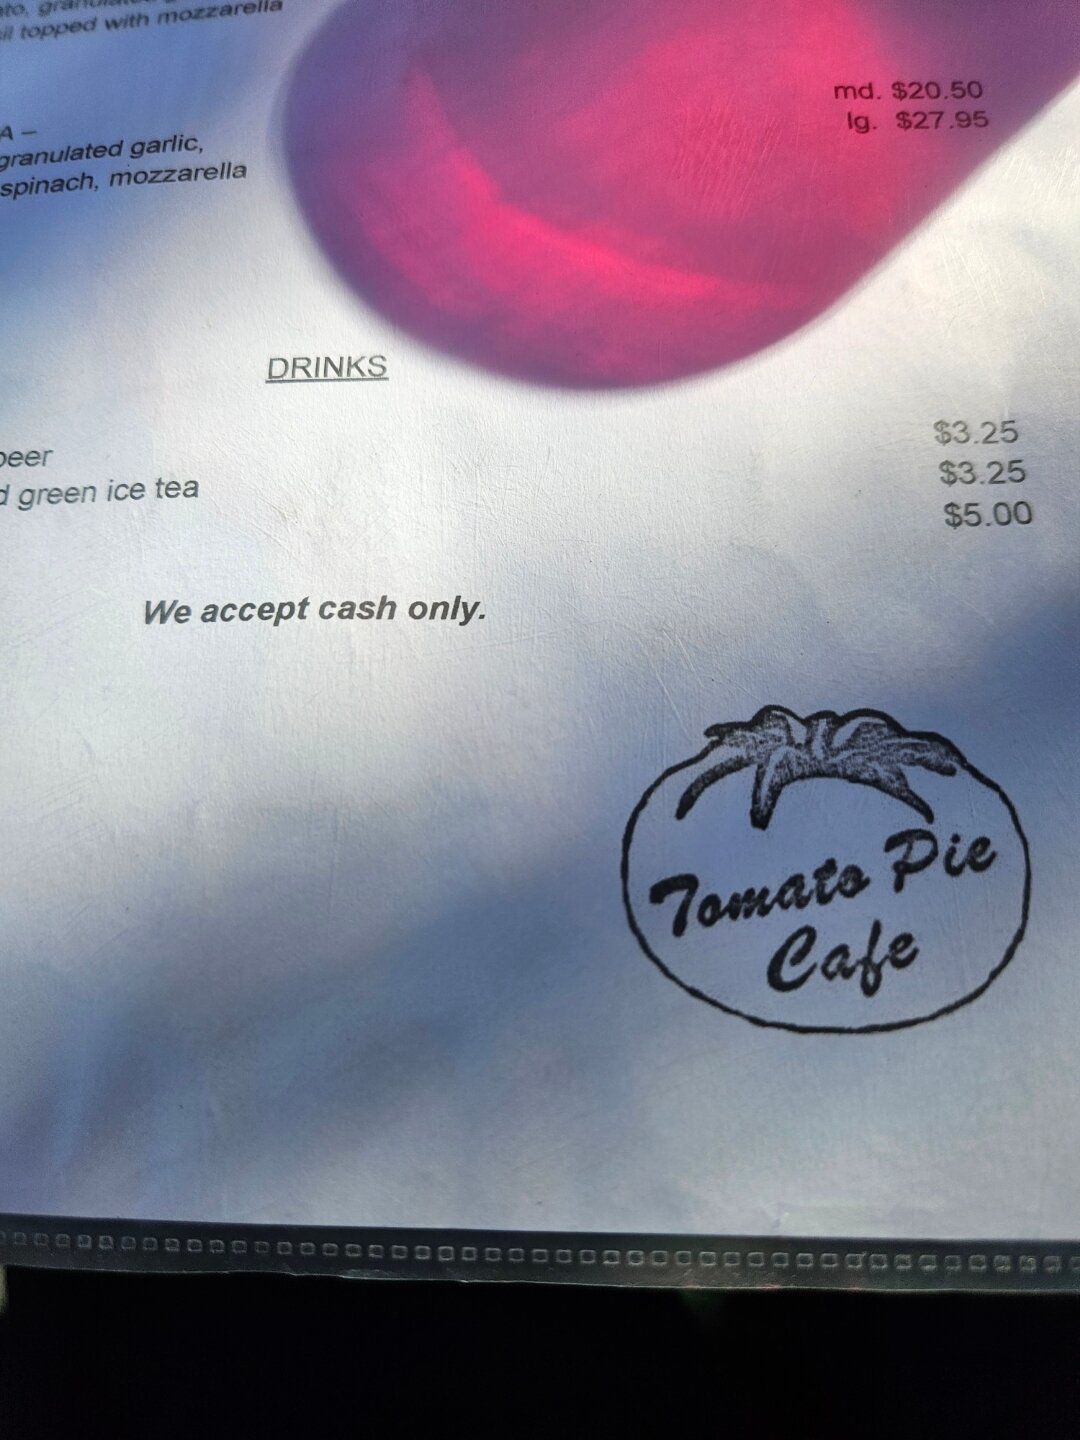 topped with mozzarella
md. $20.50
lg. $27.95
A –
granulated garlic,
spinach, mozzarella
DRINKS
$3.25
green ice tea $3.25
$5.00
We accept cash only.
Tomato Pie
Cafe